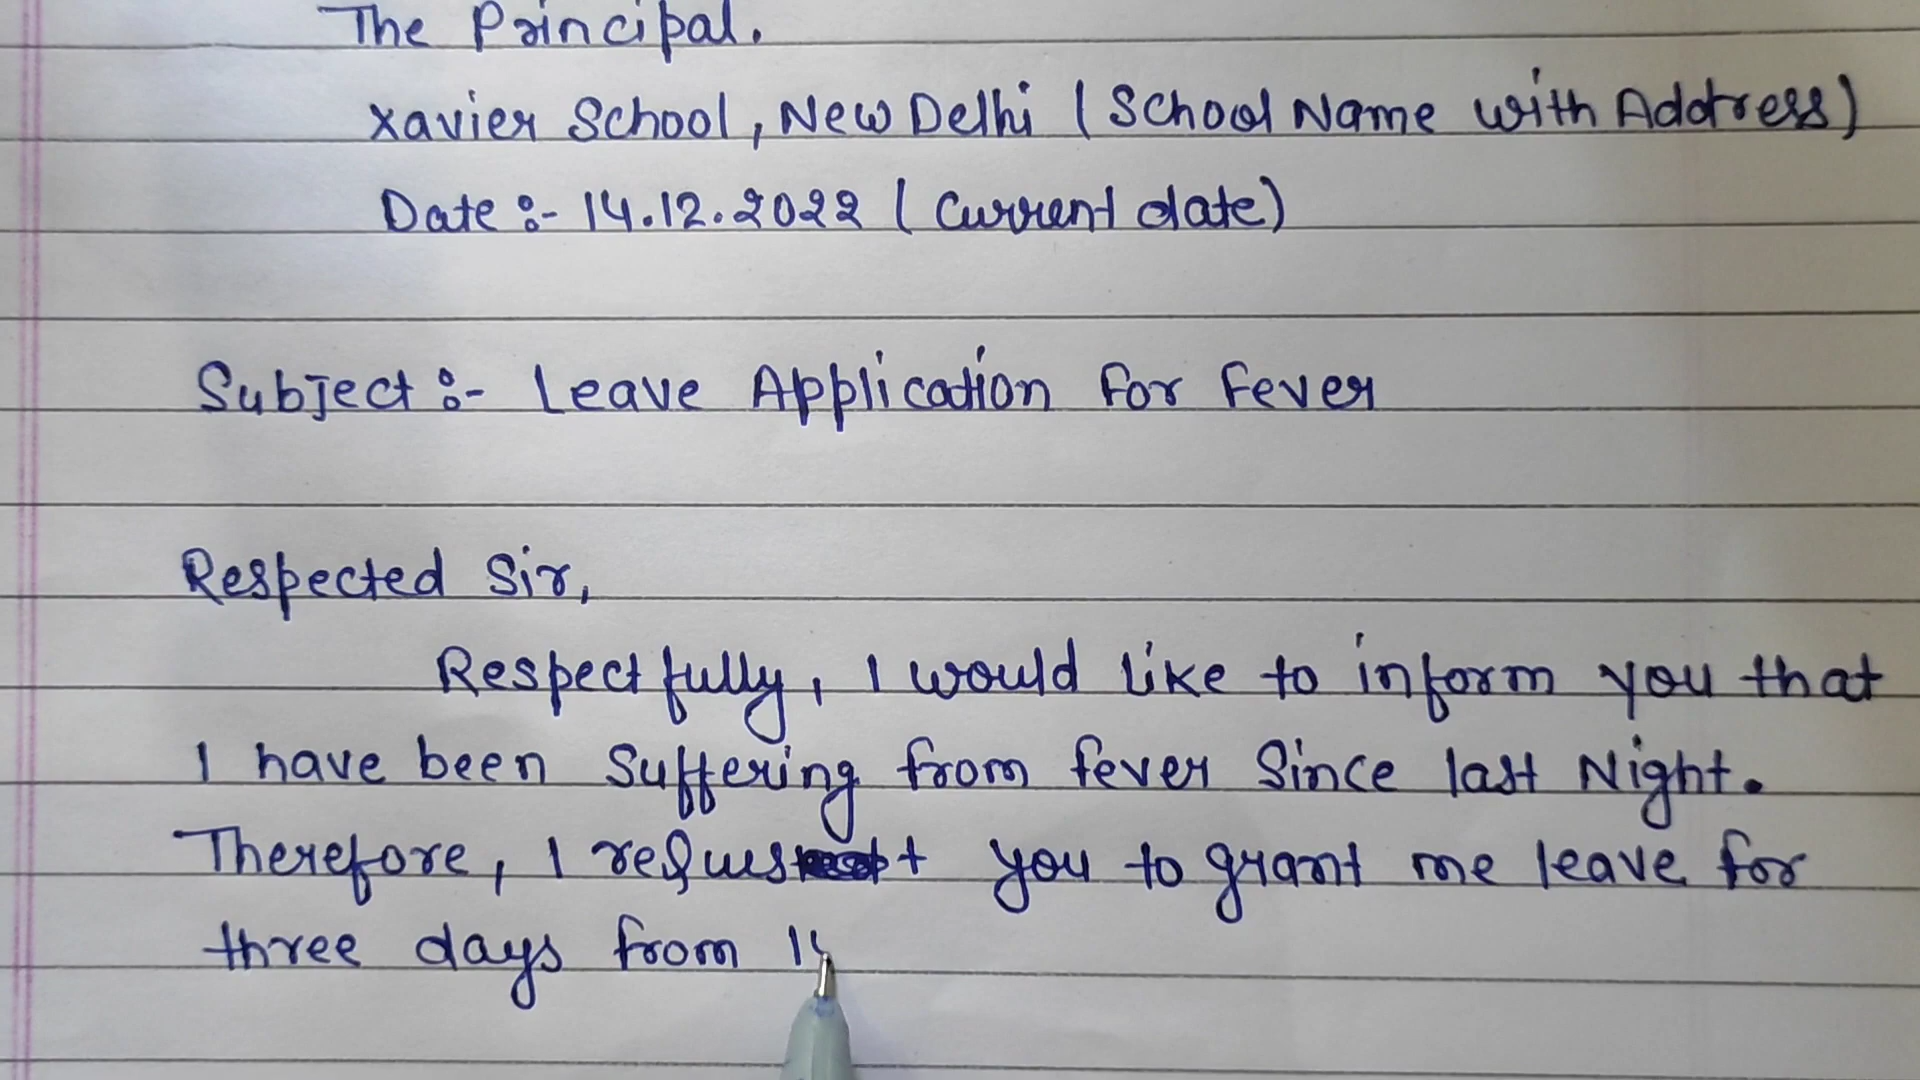 The Principal.
Xavier School, New Delhi (School Name with Address)
Date :- 14.12.2022 (Current date)
Subject :- Leave Application For Fever
Respected Sir,
Respectfully, I would like to inform you that
I have been Suffering from fever Since last Night.
Therefore, I requst you to grant me leave for
three days from 14